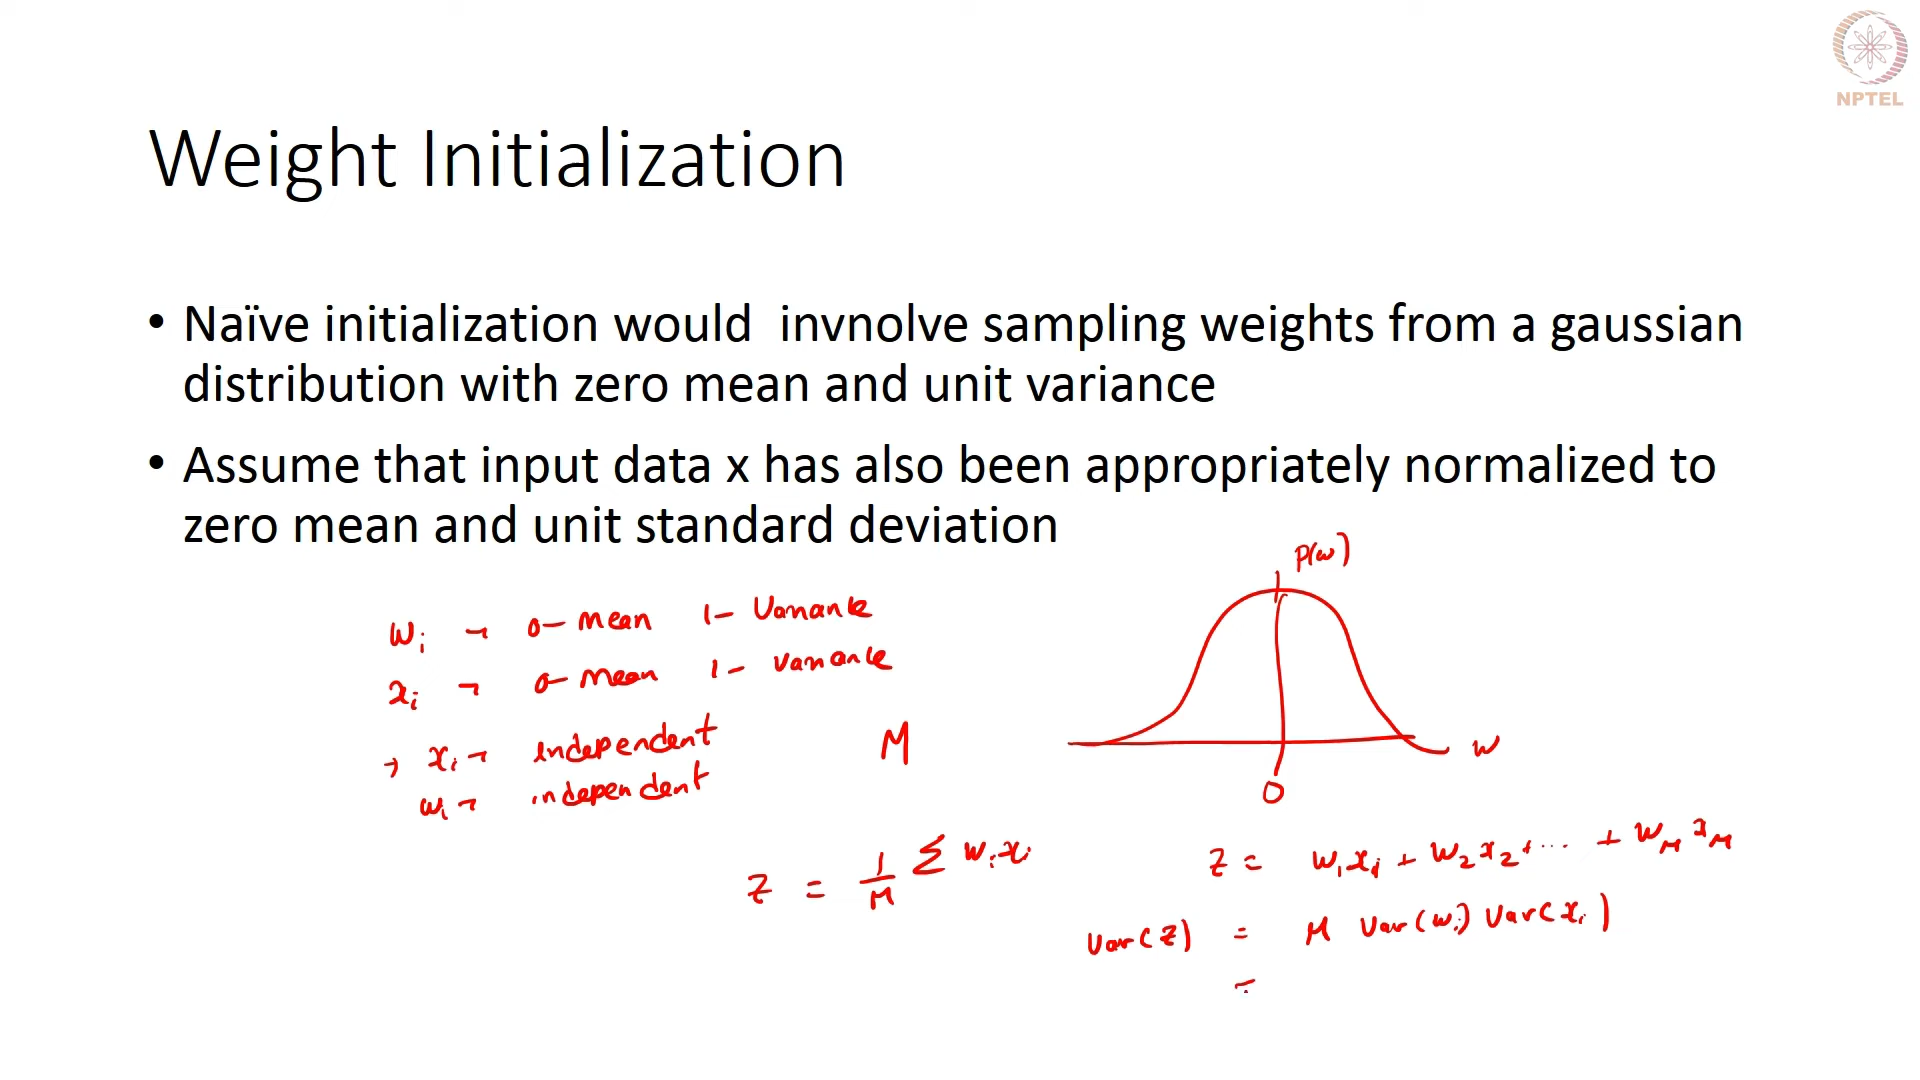 NPTEL
Weight Initialization
• Naïve initialization would invnolve sampling weights from a gaussian
distribution with zero mean and unit variance
• Assume that input data x has also been appropriately normalized to
zero mean and unit standard deviation
P(w)
wᵢ ¬ 0- mean 1- Variance
xᵢ ¬ 0- mean 1- variance
→ xᵢ ¬ independent
M
wᵢ ¬ independent
w
0
Z = 1/M Σ wᵢxᵢ
Z = w₁x₁ + w₂x₂ + ... + w_M x_M
Var(Z) = M Var(wᵢ) Var(xᵢ)
=